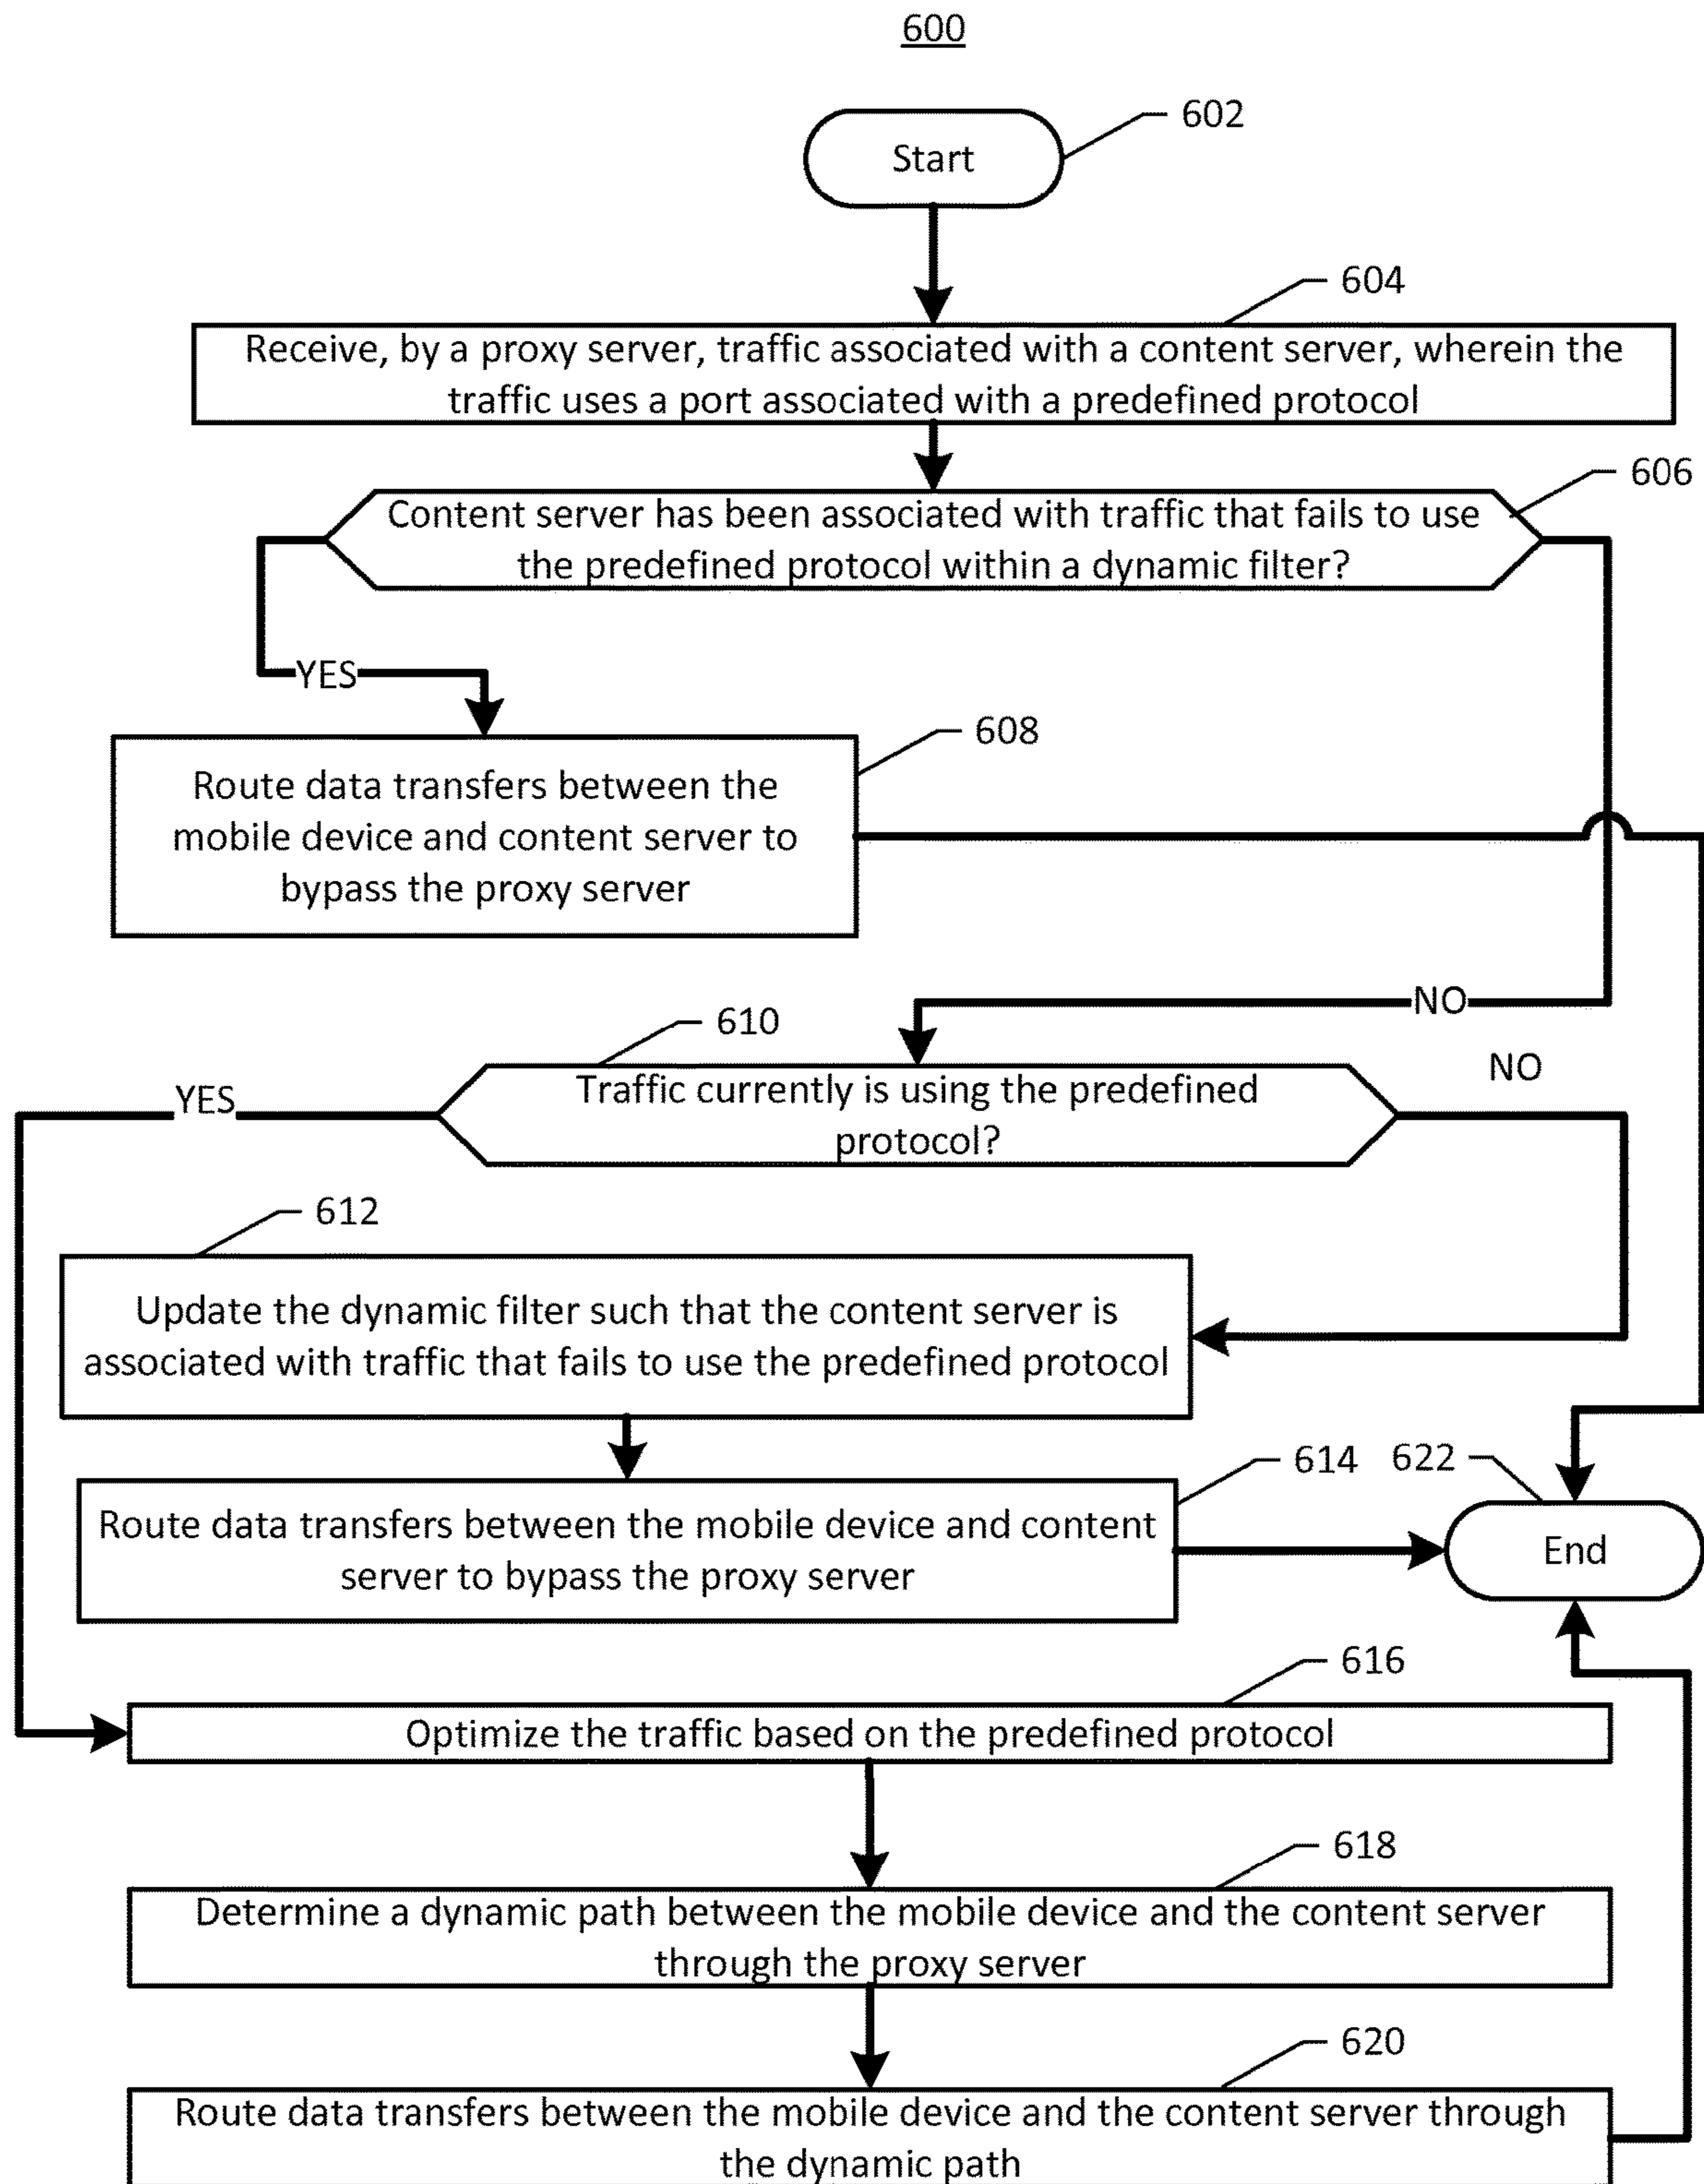 600
602
Start
604
Receive, by a proxy server, traffic associated with a content server, wherein the
traffic uses a port associated with a predefined protocol
606
Content server has been associated with traffic that fails to use
the predefined protocol within a dynamic filter?
YES
608
Route data transfers between the
mobile device and content server to
bypass the proxy server
NO
610
NO
YES
Traffic currently is using the predefined
protocol?
612
Update the dynamic filter such that the content server is
associated with traffic that fails to use the predefined protocol
614
622
Route data transfers between the mobile device and content
server to bypass the proxy server
End
616
Optimize the traffic based on the predefined protocol
618
Determine a dynamic path between the mobile device and the content server
through the proxy server
620
Route data transfers between the mobile device and the content server through
the dynamic path